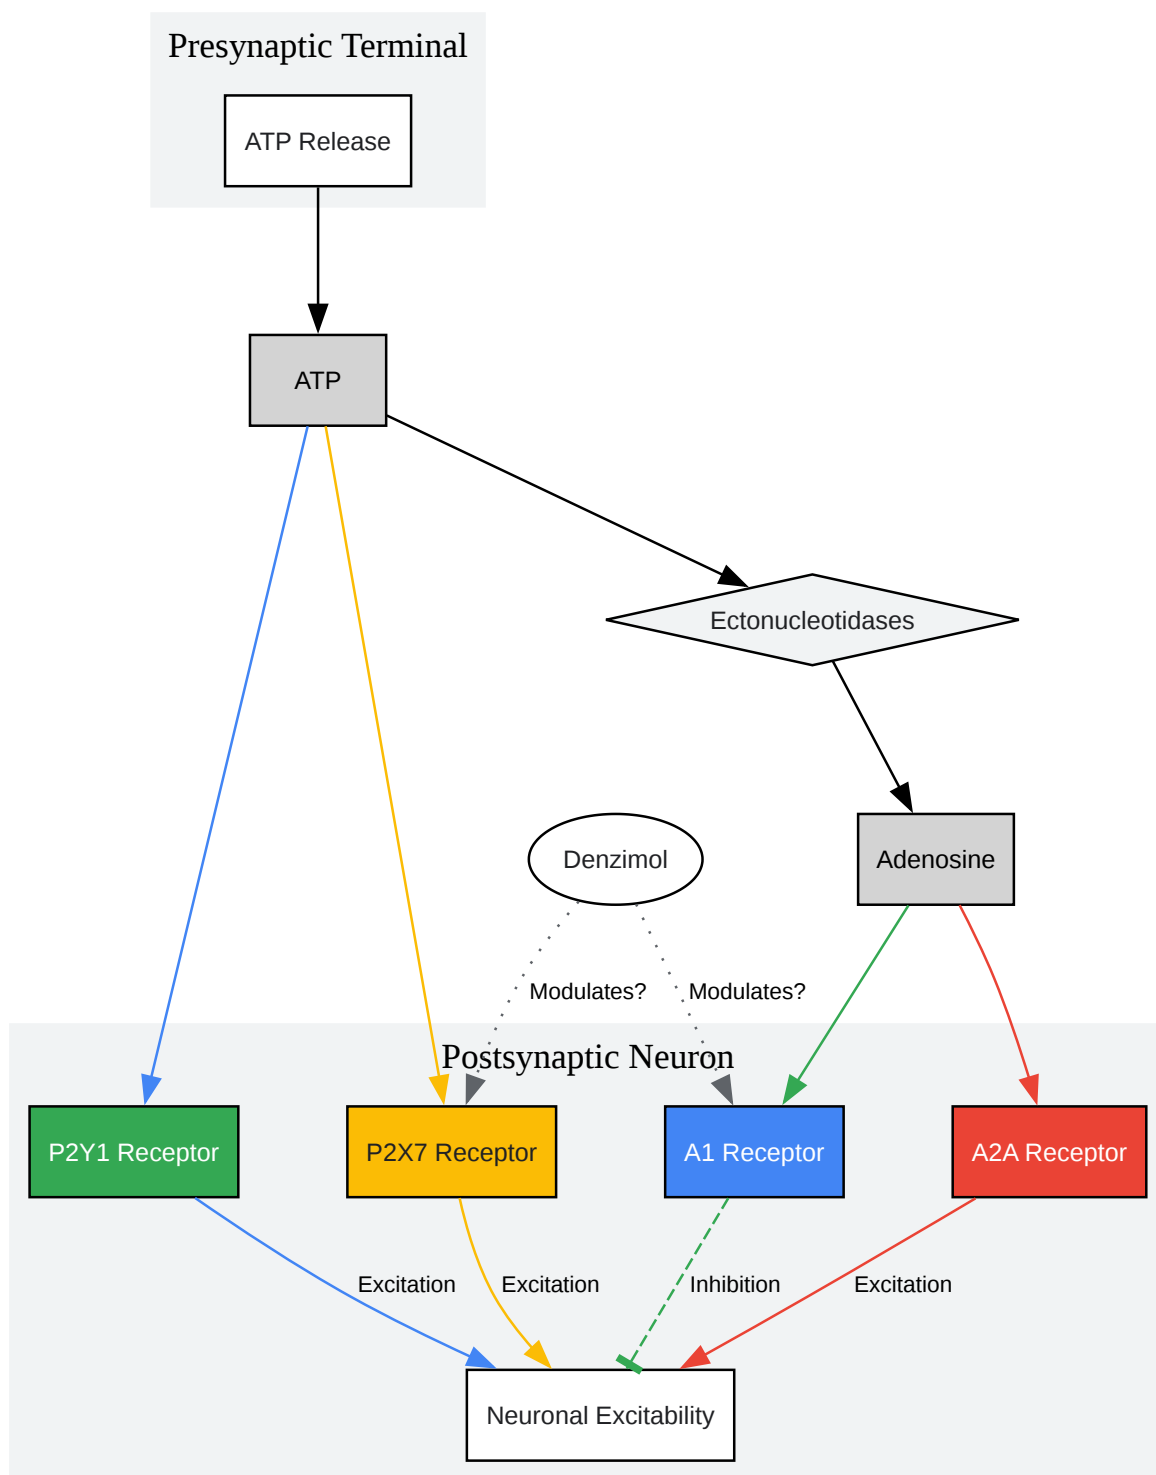 Presynaptic Terminal
ATP Release
ATP
Ectonucleotidases
Denzimol
Adenosine
Modulates?
Modulates?
Postsynaptic Neuron
P2Y1 Receptor
P2X7 Receptor
A1 Receptor
A2A Receptor
Excitation
Excitation
Inhibition
Excitation
Neuronal Excitability